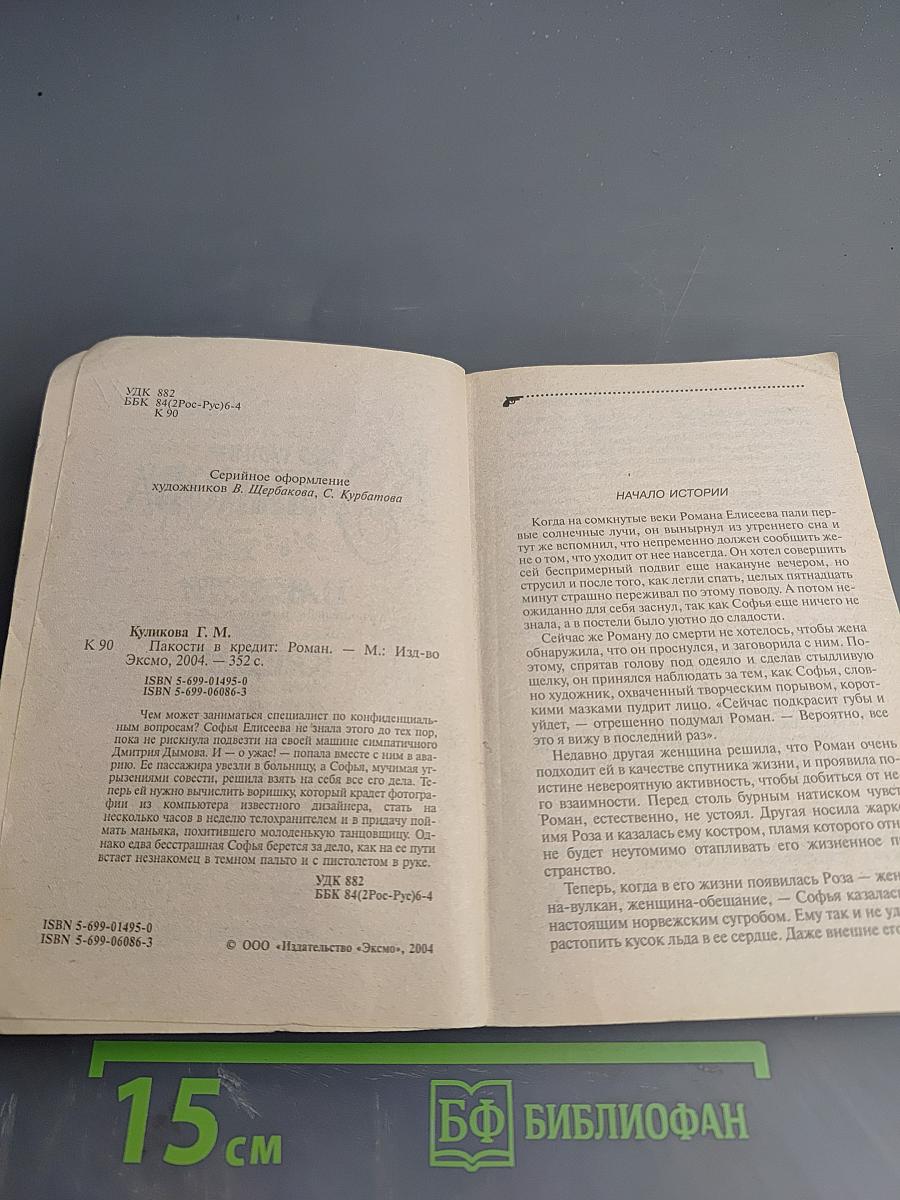 УДК 882
ББК 84(2Рос-Рус)6-4
К 90
Серийное оформление
художников В. Щербакова, С. Курбатова
Куликова Г. М.
К 90 Пакости в кредит: Роман. — М.: Изд-во
Эксмо, 2004. — 352 с.
ISBN 5-699-01495-0
ISBN 5-699-06086-3
Чем может заниматься специалист по конфиденциаль-
ным вопросам? Софья Елисеева не знала этого до тех пор,
пока не рискнула подвезти на своей машине симпатичного
Дмитрия Дымова. И — о ужас! — попала вместе с ним в ава-
рию. Ее пассажира увезли в больницу, а Софья, мучимая уг-
рызениями совести, решила взять на себя все его дела. Те-
перь ей нужно вычислить воришку, который крадет фотогра-
фии из компьютера известного дизайнера, стать на
несколько часов в неделю телохранителем и в придачу пой-
мать маньяка, похитившего молоденькую танцовщицу. Од-
нако едва бесстрашная Софья берется за дело, как на ее пути
встает незнакомец в темном пальто и с пистолетом в руке.
УДК 882
ББК 84(2Рос-Рус)6-4
ISBN 5-699-01495-0
ISBN 5-699-06086-3
© ООО «Издательство «Эксмо», 2004
НАЧАЛО ИСТОРИИ
Когда на сомкнутые веки Романа Елисеева пали пер-
вые солнечные лучи, он вынырнул из утреннего сна и
тут же вспомнил, что непременно должен сообщить же-
не о том, что уходит от нее навсегда. Он хотел совершить
сей беспримерный подвиг еще накануне вечером, но
струсил и после того, как легли спать, целых пятнадцать
минут страшно переживал по этому поводу. А потом не-
ожиданно для себя заснул, так как Софья еще ничего не
знала, а в постели было уютно до сладости.
Сейчас же Роману до смерти не хотелось, чтобы жена
обнаружила, что он проснулся, и заговорила с ним. По-
этому, спрятав голову под одеяло и сделав стыдливую
щелку, он принялся наблюдать за тем, как Софья, слов-
но художник, охваченный творческим порывом, корот-
кими мазками пудрит лицо. «Сейчас подкрасит губы и
уйдет, — отрешенно подумал Роман. — Вероятно, все
это я вижу в последний раз».
Недавно другая женщина решила, что Роман очень
подходит ей в качестве спутника жизни, и проявила по-
истине невероятную активность, чтобы добиться от не-
го взаимности. Перед столь бурным натиском чувст
Роман, естественно, не устоял. Другая носила жарк
имя Роза и казалась ему костром, пламя которого отн
не будет неутомимо отапливать его жизненное п
странство.
Теперь, когда в его жизни появилась Роза — жен
на-вулкан, женщина-обещание, — Софья казалас
настоящим норвежским сугробом. Ему так и не уд
растопить кусок льда в ее сердце. Даже внешне его
15 см
БФ БИБЛИОФАН